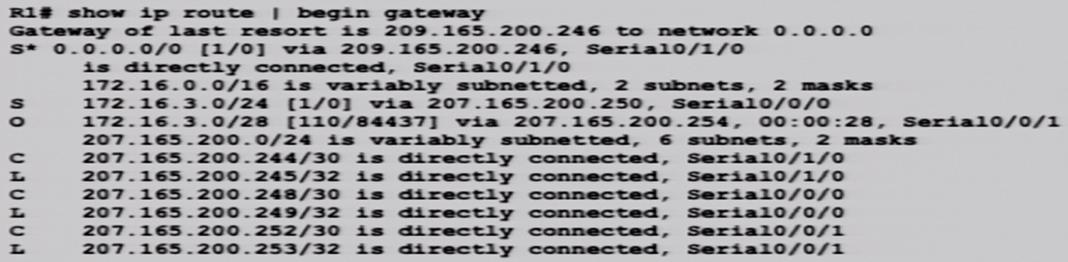 R1# show ip route | begin gateway
Gateway of last resort is 209.165.200.246 to network 0.0.0.0
S* 0.0.0.0/0 [1/0] via 209.165.200.246, Serial0/1/0
is directly connected, Serial0/1/0
172.16.0.0/16 is variably subnetted, 2 subnets, 2 masks
S 172.16.3.0/24 [1/0] via 207.165.200.250, Serial0/0/0
O 172.16.3.0/28 [110/84437] via 207.165.200.254, 00:00:28, Serial0/0/1
207.165.200.0/24 is variably subnetted, 6 subnets, 2 masks
C 207.165.200.244/30 is directly connected, Serial0/1/0
L 207.165.200.245/32 is directly connected, Serial0/1/0
C 207.165.200.248/30 is directly connected, Serial0/0/0
L 207.165.200.249/32 is directly connected, Serial0/0/0
C 207.165.200.252/30 is directly connected, Serial0/0/1
L 207.165.200.253/32 is directly connected, Serial0/0/1